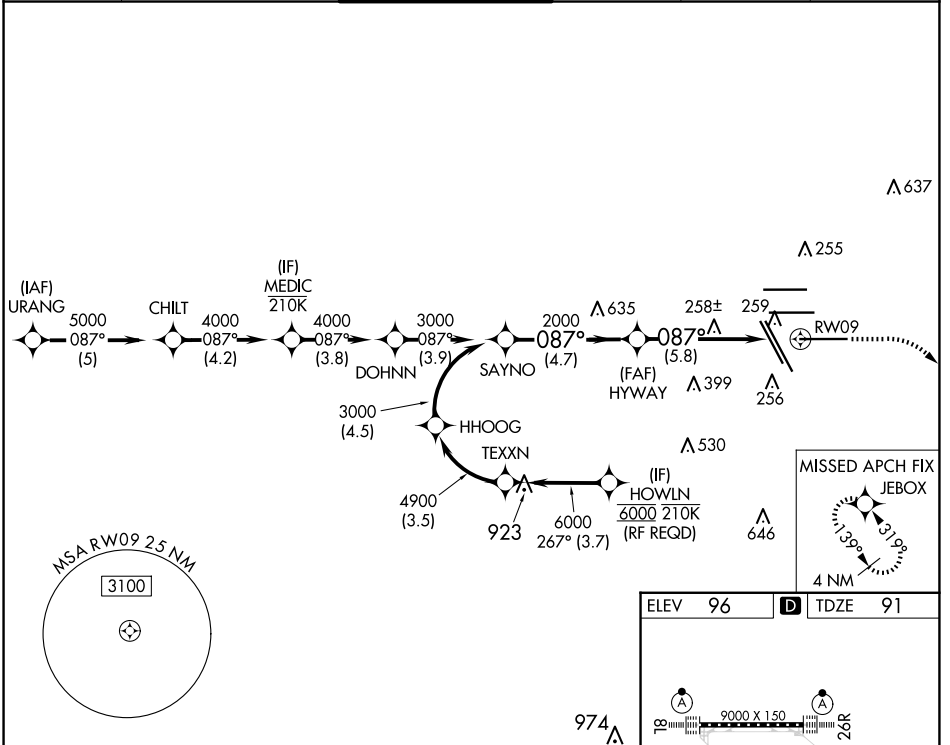 637
255
(IAF)
URANG
5000
087°
(5)
CHILT
4000
087°
(4.2)
(IF)
MEDIC
210K
4000
087°
(3.8)
DOHNN
3000
087°
(3.9)
SAYNO
2000
087°
(4.7)
635
(FAF)
HYWAY
087°
(5.8)
258±
259
RW09
399
256
3000
(4.5)
HHOOG
TEXXN
4900
(3.5)
923
6000
267° (3.7)
(IF)
HOWLN
6000 210K
(RF REQD)
530
646
MISSED APCH FIX
JEBOX
139°
319°
4 NM
MSA RW09 25 NM
3100
ELEV 96 D TDZE 91
974
A
A
8L
9000 X 150
26R